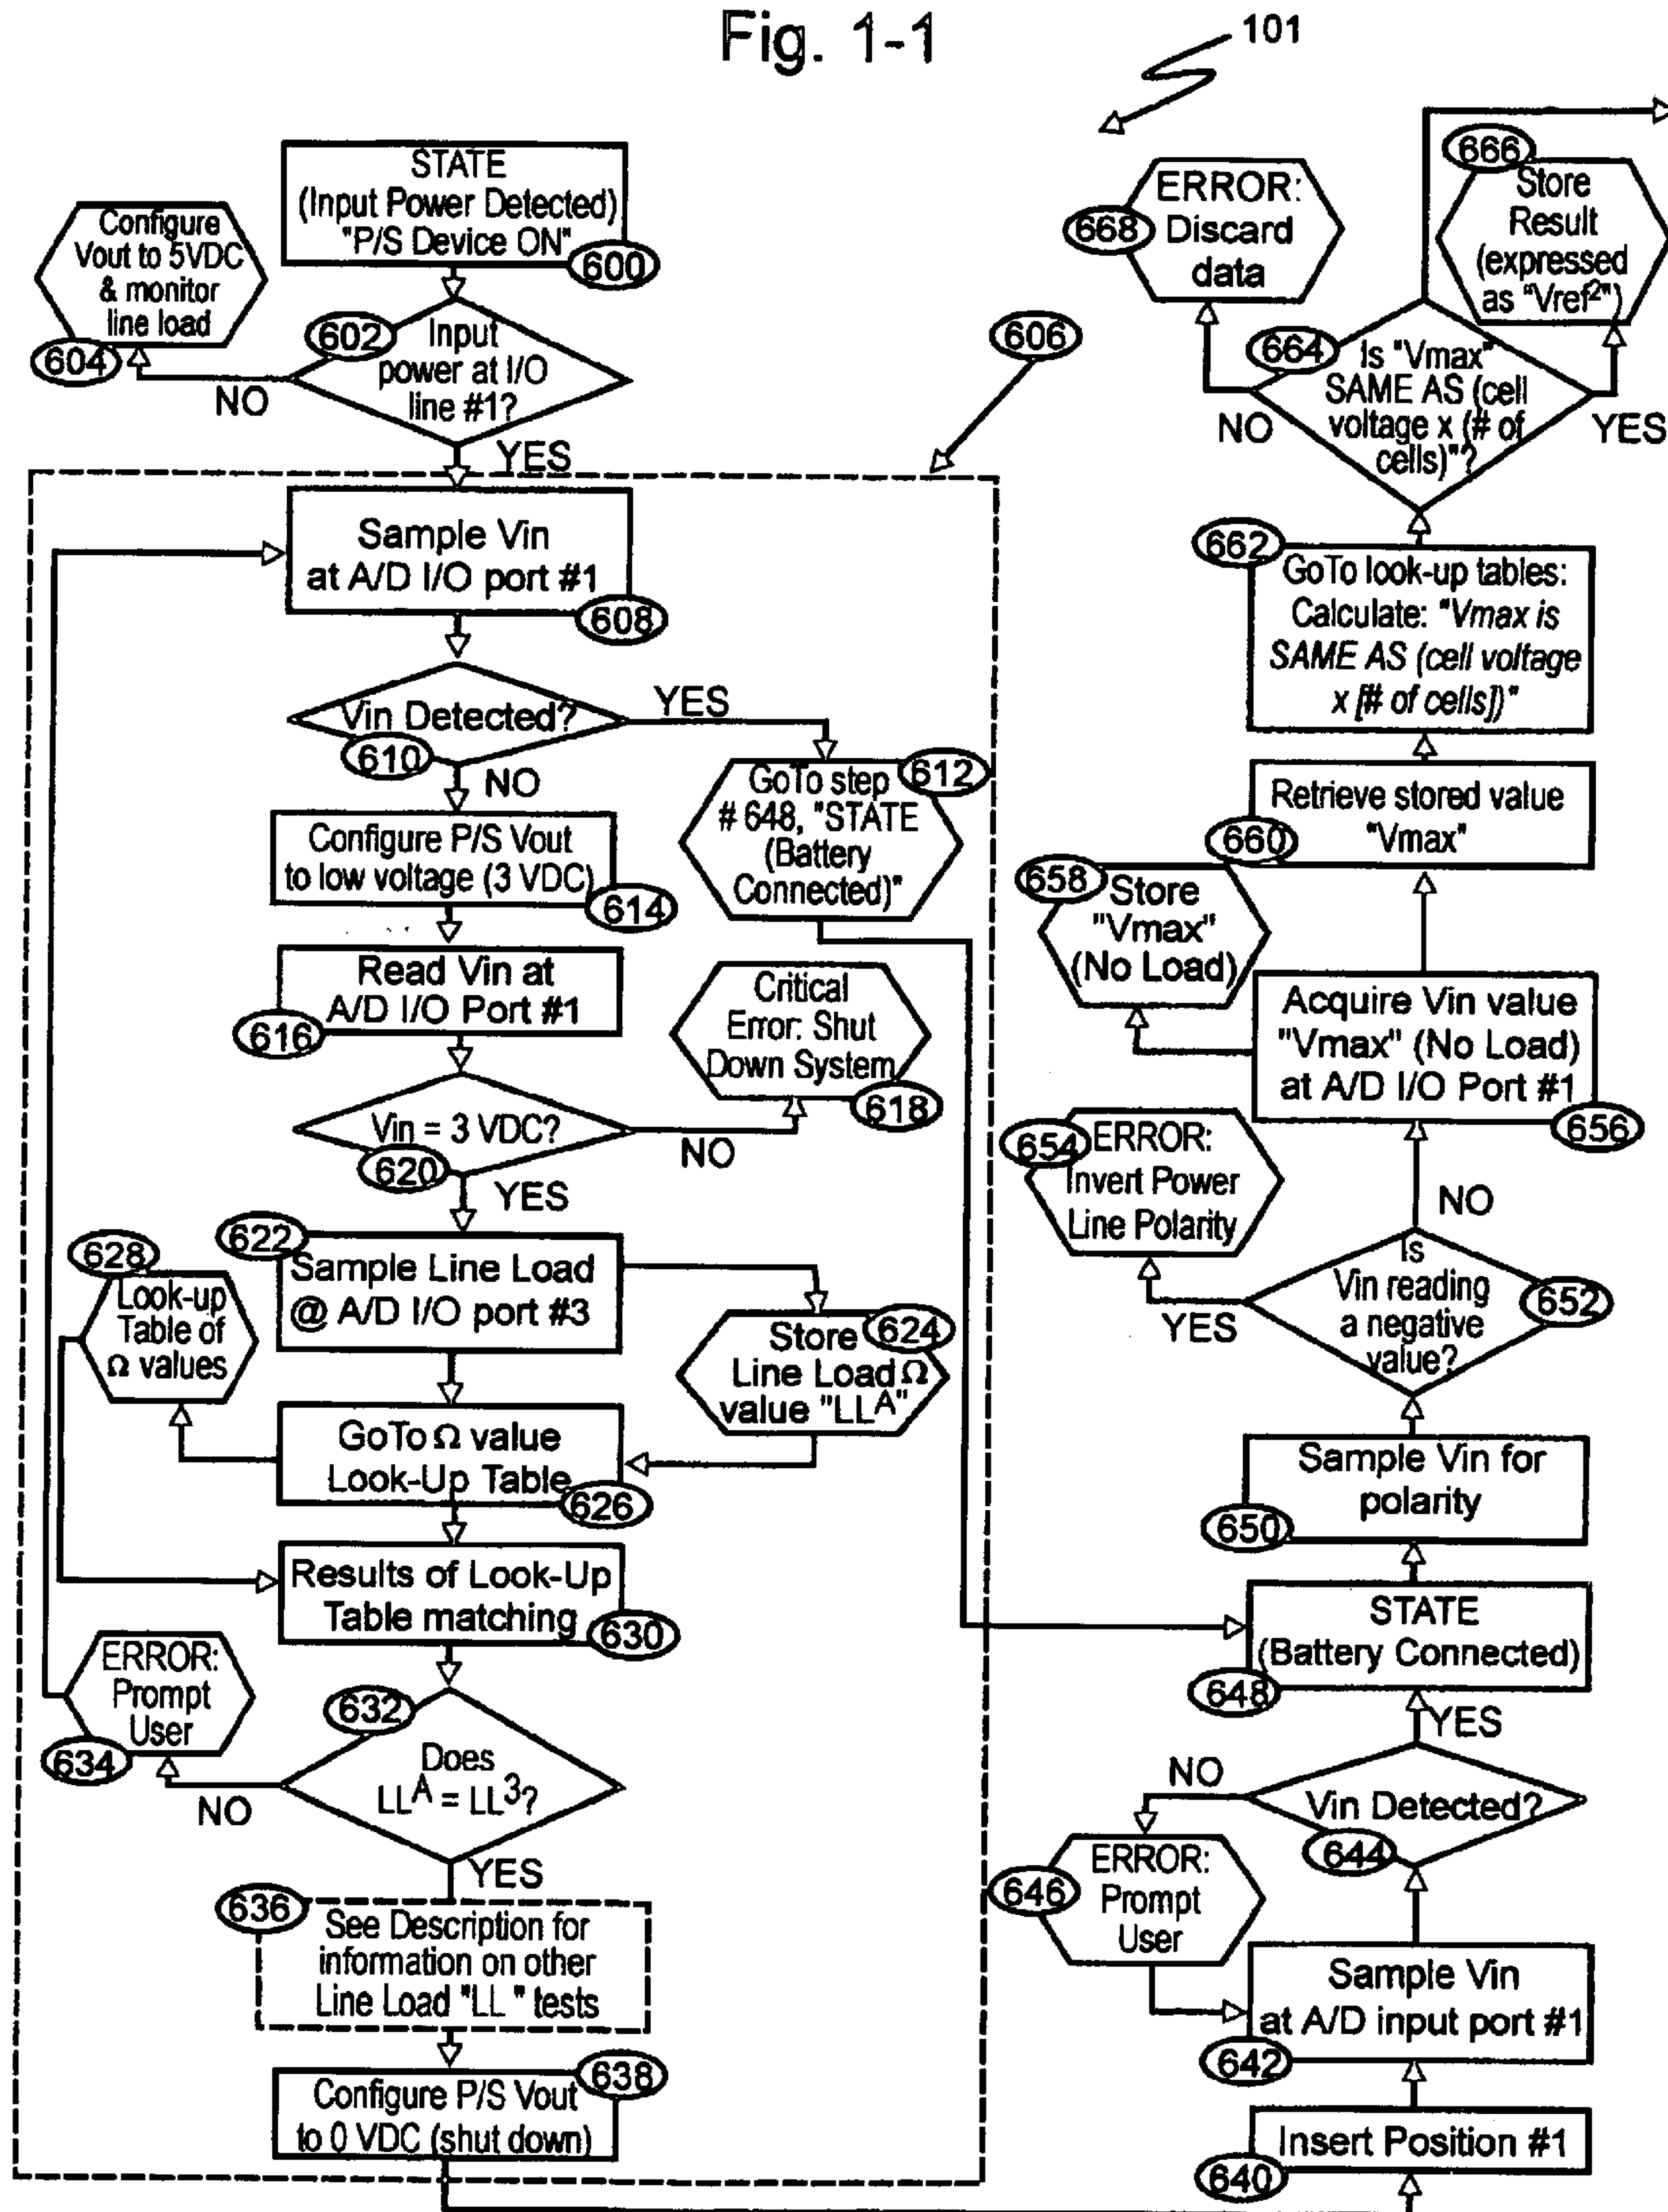 Fig. 1-1
101
STATE
(Input Power Detected)
"P/S Device ON"
600
Configure
Vout to 5VDC
& monitor
line load
604
602
Input
power at I/O
line #1?
NO
YES
606
Sample Vin
at A/D I/O port #1
608
Vin Detected?
610
YES
NO
GoTo step
# 648, "STATE
(Battery
Connected)"
612
Configure P/S Vout
to low voltage (3 VDC)
614
Read Vin at
A/D I/O Port #1
616
Critical
Error: Shut
Down System
618
Vin = 3 VDC?
620
NO
YES
622
Sample Line Load
@ A/D I/O port #3
628
Look-up
Table of
Ω values
624
Store
Line Load Ω
value "LL^A"
GoTo Ω value
Look-Up Table
626
Results of Look-Up
Table matching
630
ERROR:
Prompt
User
634
632
Does
LL^A = LL^3?
NO
YES
636
See Description for
information on other
Line Load "LL " tests
638
Configure P/S Vout
to 0 VDC (shut down)
666
Store
Result
(expressed
as "Vref²")
ERROR:
668 Discard
data
664
Is "Vmax"
SAME AS (cell
voltage x (# of
cells)"?
NO
YES
662
GoTo look-up tables:
Calculate: "Vmax is
SAME AS (cell voltage
x [# of cells])"
Retrieve stored value
"Vmax"
660
658
Store
"Vmax"
(No Load)
Acquire Vin value
"Vmax" (No Load)
at A/D I/O Port #1
656
654
ERROR:
Invert Power
Line Polarity
NO
Is
Vin reading
a negative
value?
652
YES
Sample Vin for
polarity
650
STATE
(Battery Connected)
648
YES
NO
Vin Detected?
644
ERROR:
646 Prompt
User
Sample Vin
at A/D input port #1
642
Insert Position #1
640